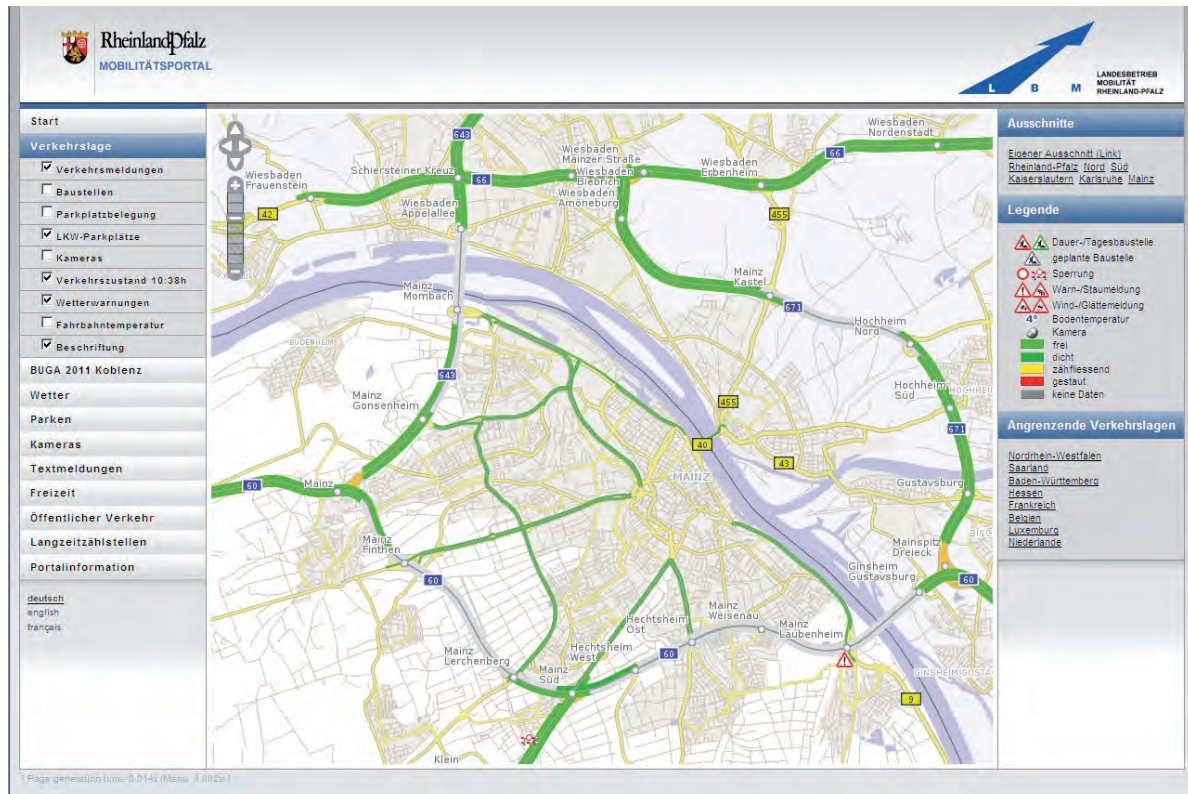 RheinlandPfalz
MOBILITÄTSPORTAL
L B M
LANDESBETRIEB
MOBILITÄT
RHEINLAND-PFALZ
Start
Verkehrslage
Verkehrsmeldungen
Baustellen
Parkplatzbelegung
LKW-Parkplätze
Kameras
Verkehrszustand 10:38h
Wetterwarnungen
Fahrbahntemperatur
Beschriftung
BUGA 2011 Koblenz
Wetter
Parken
Kameras
Textmeldungen
Freizeit
Öffentlicher Verkehr
Langzeitzählstellen
Portalinformation
deutsch
english
français
643
Wiesbaden
Nordenstadt
66
Wiesbaden
Mainzer Straße
Wiesbaden
Biebrich
Wiesbaden
Amöneburg
Wiesbaden
Erbenheim
Schiersteiner Kreuz
66
Wiesbaden
Frauenstein
Wiesbaden
Äppelallee
42
455
Mainz
Kastel
671
Mainz
Mombach
Hochheim
Nord
BUDENHEIM
643
Mainz
Gonsenheim
Hochheim
Süd
455
671
40
43
MAINZ
Gustavsburg
60
Mainz
Mainz
Finthen
Mainspitz
Dreieck
Ginsheim
Gustavsburg
60
60
Mainz
Weisenau
Hechtsheim
Ost
Mainz
Laubenheim
Hechtsheim
West
60
Mainz
Lerchenberg
Mainz
Süd
9
Klein
Ausschnitte
Eigener Ausschnitt (Link)
Rheinland-Pfalz Nord Süd
Kaiserslautern Karlsruhe Mainz
Legende
Dauer-/Tagesbaustelle
geplante Baustelle
Sperrung
Warn-/Staumeldung
Wind-/Glättemeldung
4° Bodentemperatur
Kamera
frei
dicht
zähfliessend
gestaut
keine Daten
Angrenzende Verkehrslagen
Nordrhein-Westfalen
Saarland
Baden-Württemberg
Hessen
Frankreich
Belgien
Luxemburg
Niederlande